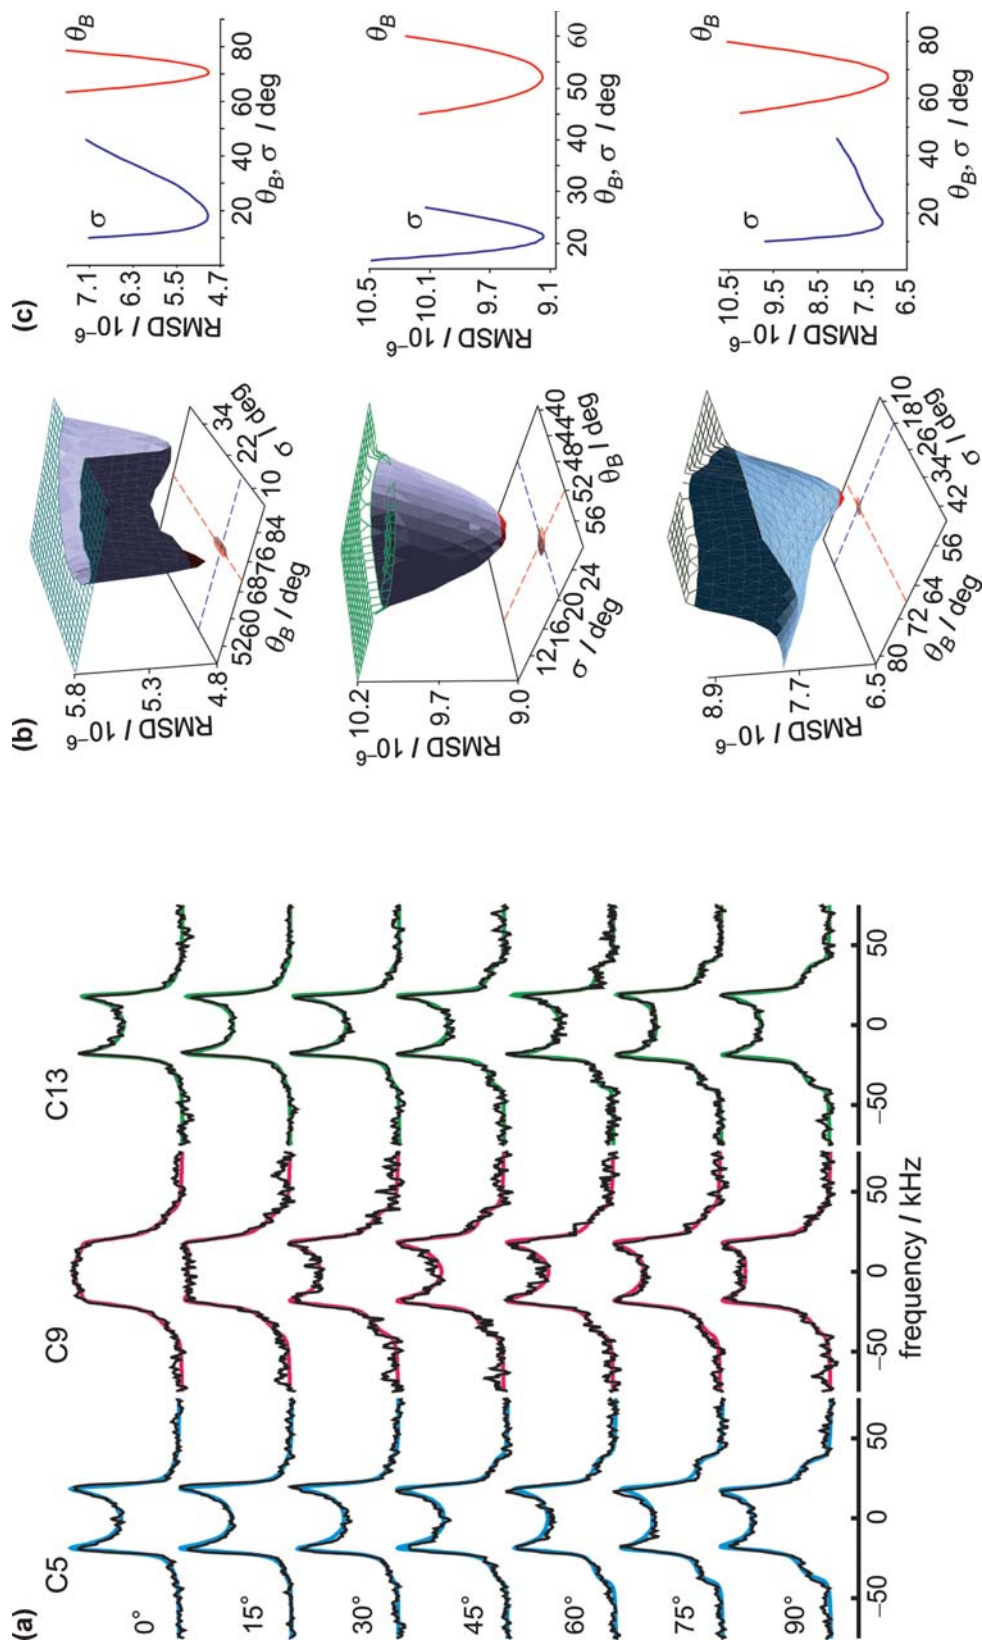 (a)
C5
C9
C13
0°
15°
30°
45°
60°
75°
90°
−50 0 50 −50 0 50 −50 0 50
frequency / kHz
(b)
RMSD / 10⁻⁶
5.8
5.3
4.8
52 60 68 76 84
θB / deg
10 22 34
σ / deg
RMSD / 10⁻⁶
10.2
9.7
9.0
12 16 20 24
σ / deg
56 52 48 44 40
θB / deg
RMSD / 10⁻⁶
8.9
7.7
6.5
80 72 64 56
θB / deg
42 34 26 18 10
σ / deg
(c)
RMSD / 10⁻⁶
7.1
6.3
5.5
4.7
σ
θB
20 40 60 80
θB, σ / deg
RMSD / 10⁻⁶
10.5
10.1
9.7
9.1
σ
θB
20 30 40 50 60
θB, σ / deg
RMSD / 10⁻⁶
10.5
9.5
8.5
7.5
6.5
σ
θB
20 40 60 80
θB, σ / deg